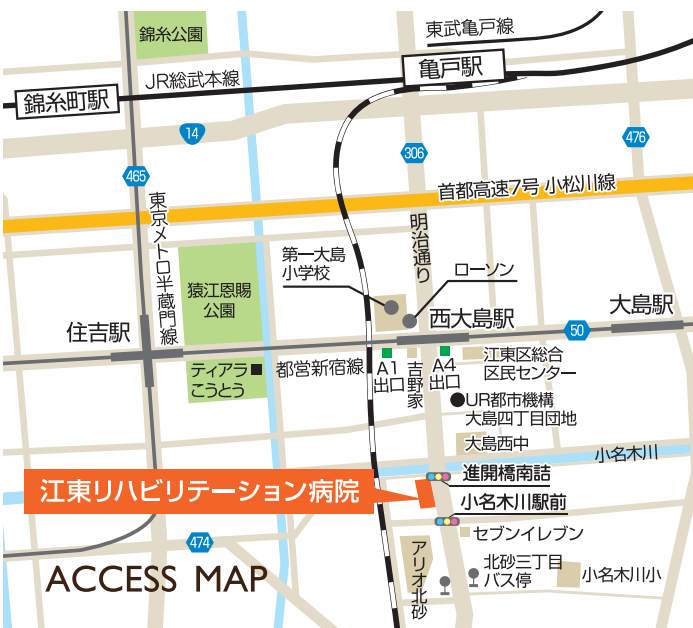 東武亀戸線
錦糸公園
亀戸駅
JR総武本線
錦糸町駅
14
306
476
465
首都高速7号 小松川線
東京メトロ半蔵門線
明治通り
第一大島
小学校
ローソン
猿江恩賜
公園
大島駅
西大島駅
50
住吉駅
都営新宿線
ティアラ
こうとう
A1
出口
吉野家
A4
出口
江東区総合
区民センター
UR都市機構
大島四丁目団地
大島西中
小名木川
進開橋南詰
江東リハビリテーション病院
小名木川駅前
セブンイレブン
474
アリオ北砂
北砂三丁目
バス停
小名木川小
ACCESS MAP